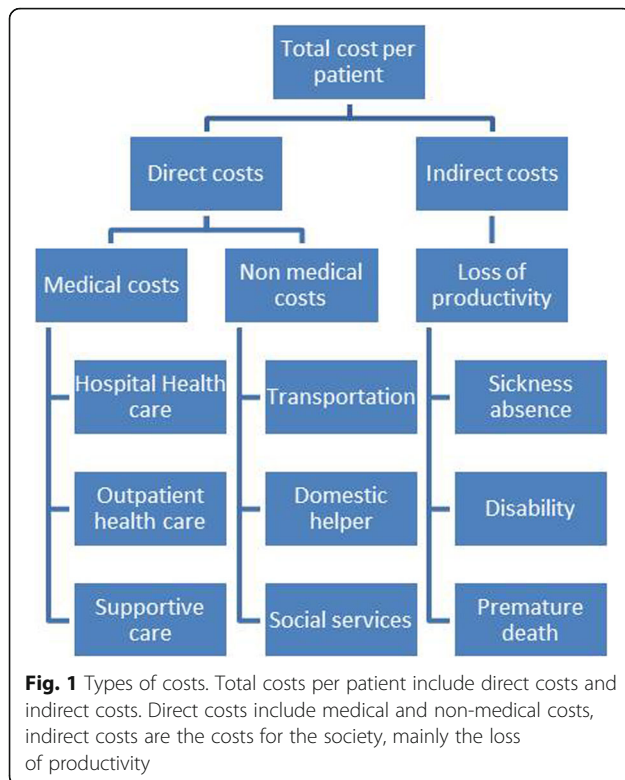 Total cost per
patient
Direct costs
Indirect costs
Medical costs
Non medical
costs
Loss of
productivity
Hospital Health
care
Transportation
Sickness
absence
Outpatient
health care
Domestic
helper
Disability
Supportive
care
Social services
Premature
death
Fig. 1 Types of costs. Total costs per patient include direct costs and
indirect costs. Direct costs include medical and non-medical costs,
indirect costs are the costs for the society, mainly the loss
of productivity